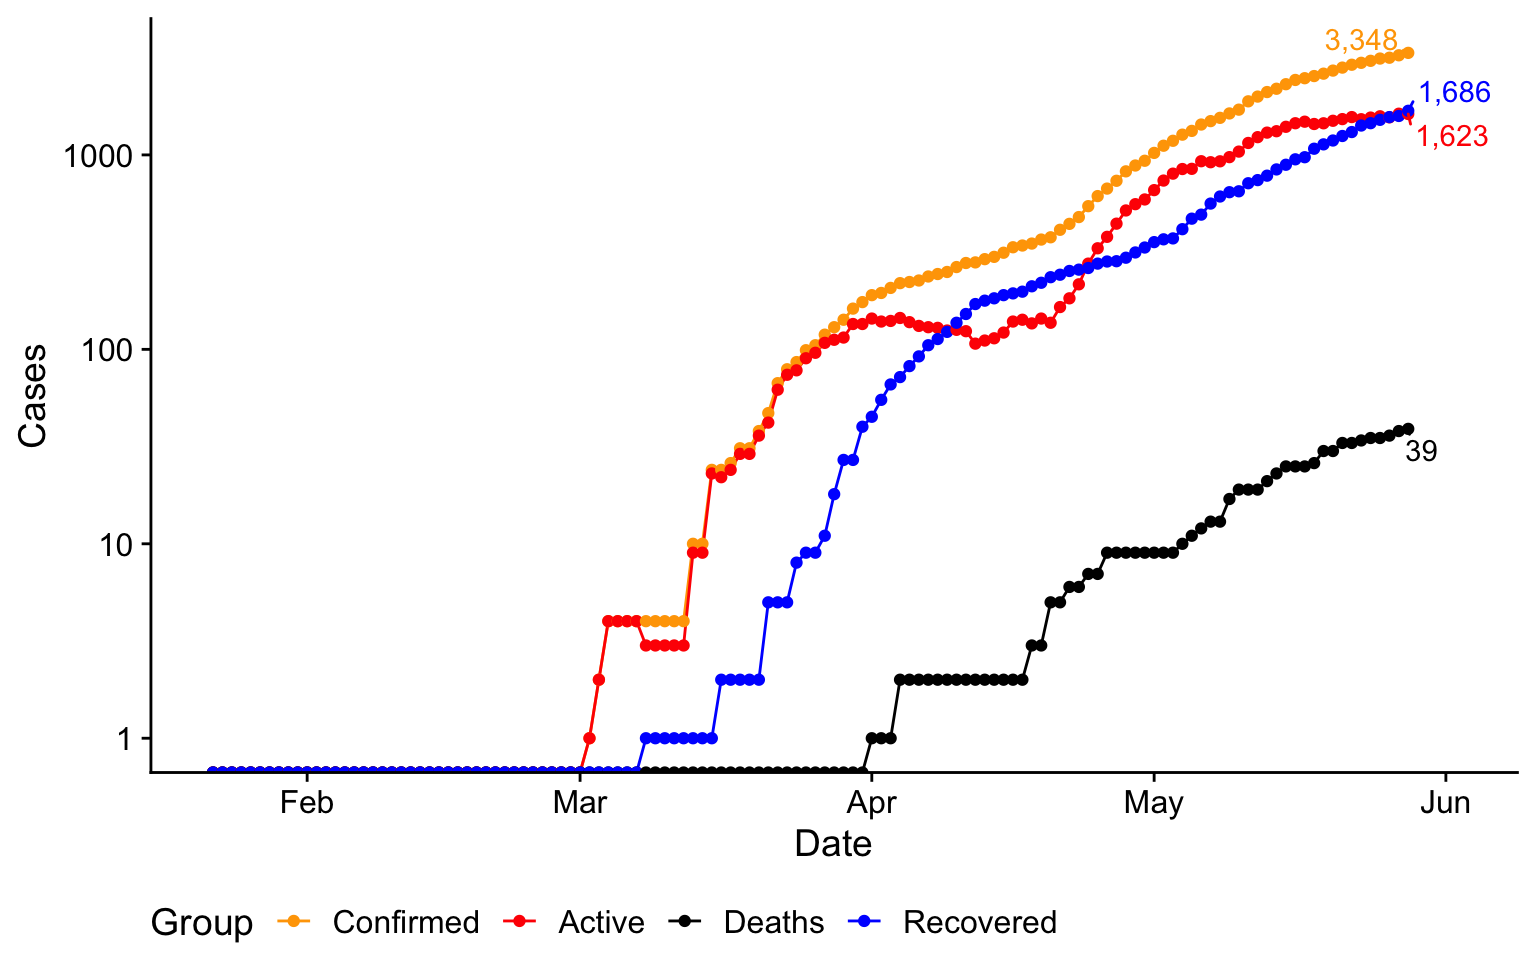 3,348
1,686
1,623
1000
100
Cases
10
39
1
Feb Mar Apr May Jun
Date
Group Confirmed Active Deaths Recovered